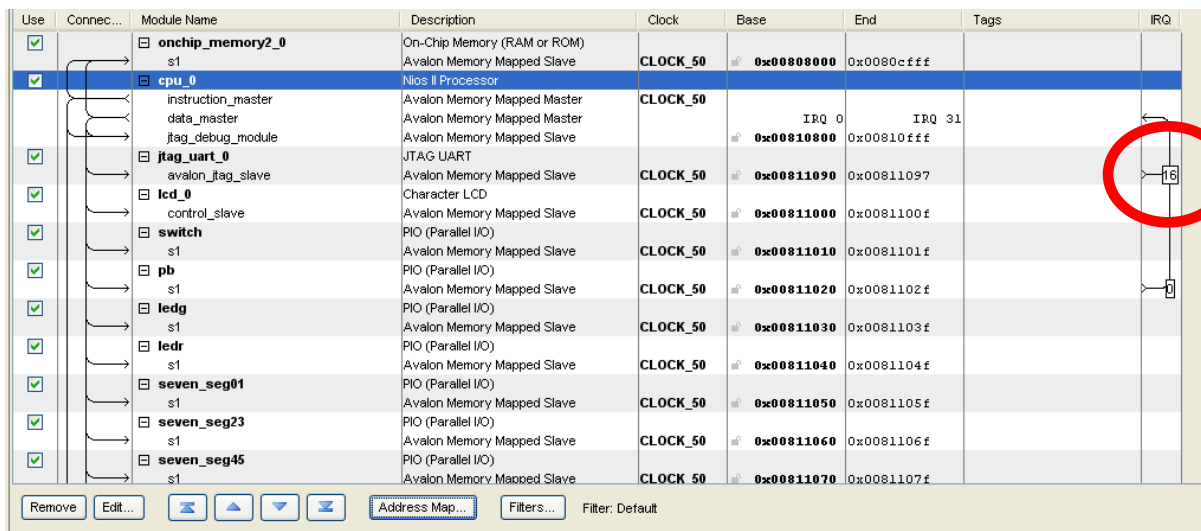 Use Connec... Module Name Description Clock Base End Tags IRQ
onchip_memory2_0 On-Chip Memory (RAM or ROM)
s1 Avalon Memory Mapped Slave CLOCK_50 0x00808000 0x0080cfff
cpu_0 Nios II Processor
instruction_master Avalon Memory Mapped Master CLOCK_50
data_master Avalon Memory Mapped Master IRQ 0 IRQ 31
jtag_debug_module Avalon Memory Mapped Slave 0x00810800 0x00810fff
jtag_uart_0 JTAG UART
avalon_jtag_slave Avalon Memory Mapped Slave CLOCK_50 0x00811090 0x00811097 16
lcd_0 Character LCD
control_slave Avalon Memory Mapped Slave CLOCK_50 0x00811000 0x0081100f
switch PIO (Parallel I/O)
s1 Avalon Memory Mapped Slave CLOCK_50 0x00811010 0x0081101f
pb PIO (Parallel I/O)
s1 Avalon Memory Mapped Slave CLOCK_50 0x00811020 0x0081102f 0
ledg PIO (Parallel I/O)
s1 Avalon Memory Mapped Slave CLOCK_50 0x00811030 0x0081103f
ledr PIO (Parallel I/O)
s1 Avalon Memory Mapped Slave CLOCK_50 0x00811040 0x0081104f
seven_seg01 PIO (Parallel I/O)
s1 Avalon Memory Mapped Slave CLOCK_50 0x00811050 0x0081105f
seven_seg23 PIO (Parallel I/O)
s1 Avalon Memory Mapped Slave CLOCK_50 0x00811060 0x0081106f
seven_seg45 PIO (Parallel I/O)
s1 Avalon Memory Mapped Slave CLOCK_50 0x00811070 0x0081107f
Remove Edit... Address Map... Filters... Filter: Default